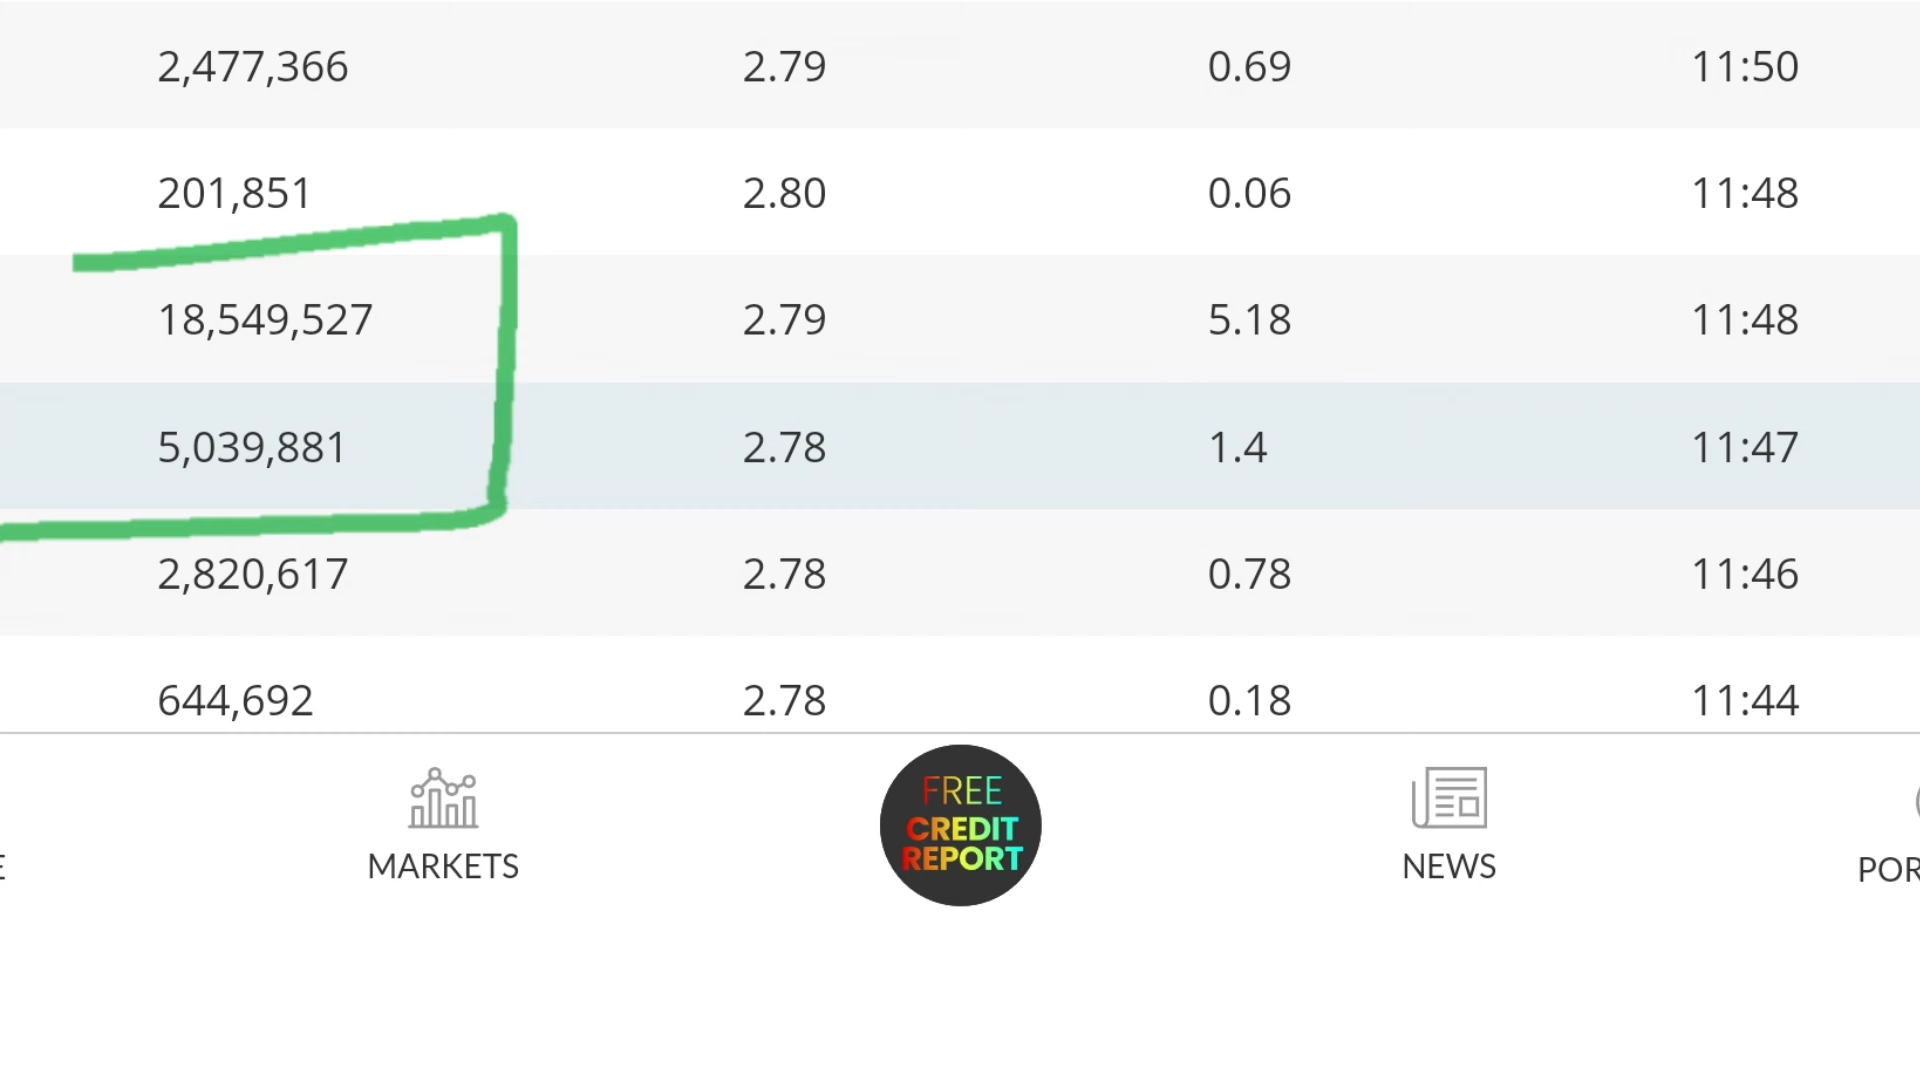 2,477,366 2.79 0.69 11:50
201,851 2.80 0.06 11:48
18,549,527 2.79 5.18 11:48
5,039,881 2.78 1.4 11:47
2,820,617 2.78 0.78 11:46
644,692 2.78 0.18 11:44
FREE
CREDIT
REPORT
E MARKETS NEWS POR